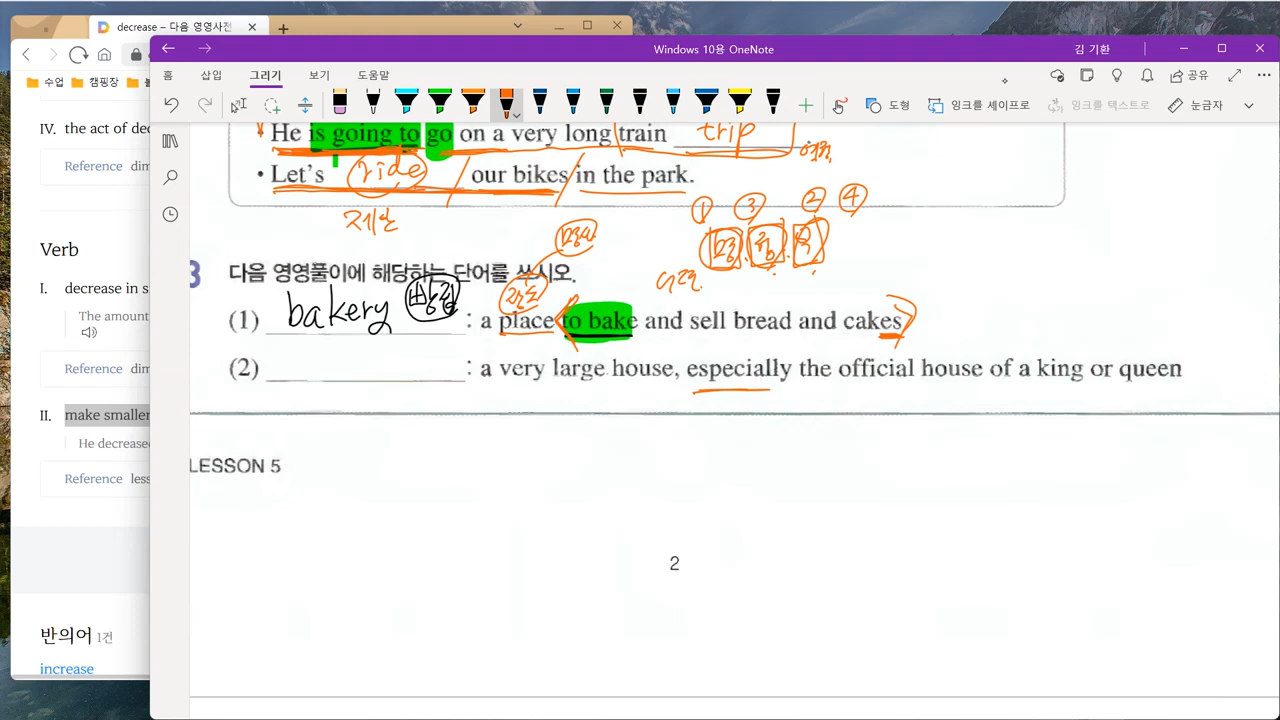 decrease – 다음 영영사전
Windows 10용 OneNote
김 기환
수업
캠핑장
홈 삽입 그리기 보기 도움말
공유
도형
잉크를 셰이프로
잉크를 텍스트로
눈금자
IV. the act of dec
Reference dim
Verb
I. decrease in s
The amount
Reference dim
II. make smaller
He decreased
Reference less
반의어 1건
increase
He is going to go on a very long train trip
• Let's ride our bikes in the park.
① ③ ② ④
명사
3 다음 영영풀이에 해당하는 단어를 쓰시오.
장소
(1) bakery 빵집 : a place to bake and sell bread and cakes
(2) : a very large house, especially the official house of a king or queen
LESSON 5
2